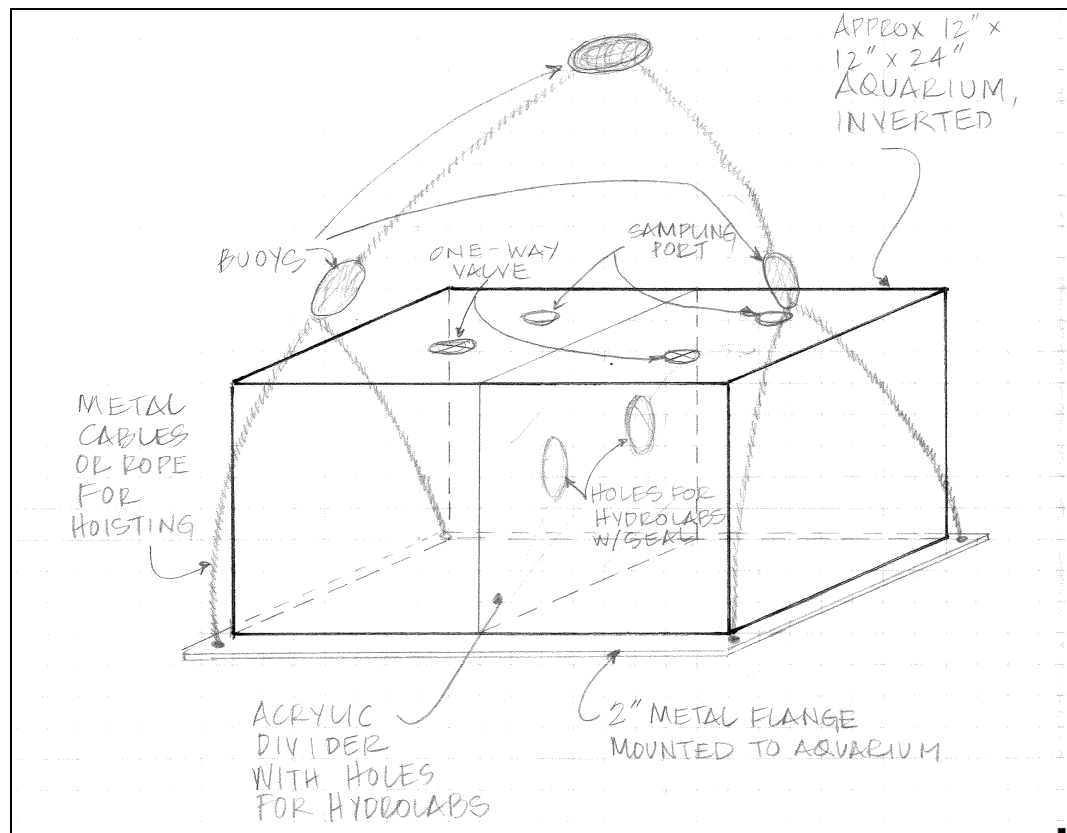 APPROX 12" x
12" x 24"
AQUARIUM,
INVERTED
BUOYS
ONE-WAY
VALVE
SAMPLING
PORT
METAL
CABLES
OR ROPE
FOR
HOISTING
HOLES FOR
HYDROLABS
W/SEAL
ACRYLIC
DIVIDER
WITH HOLES
FOR HYDROLABS
2" METAL FLANGE
MOUNTED TO AQUARIUM